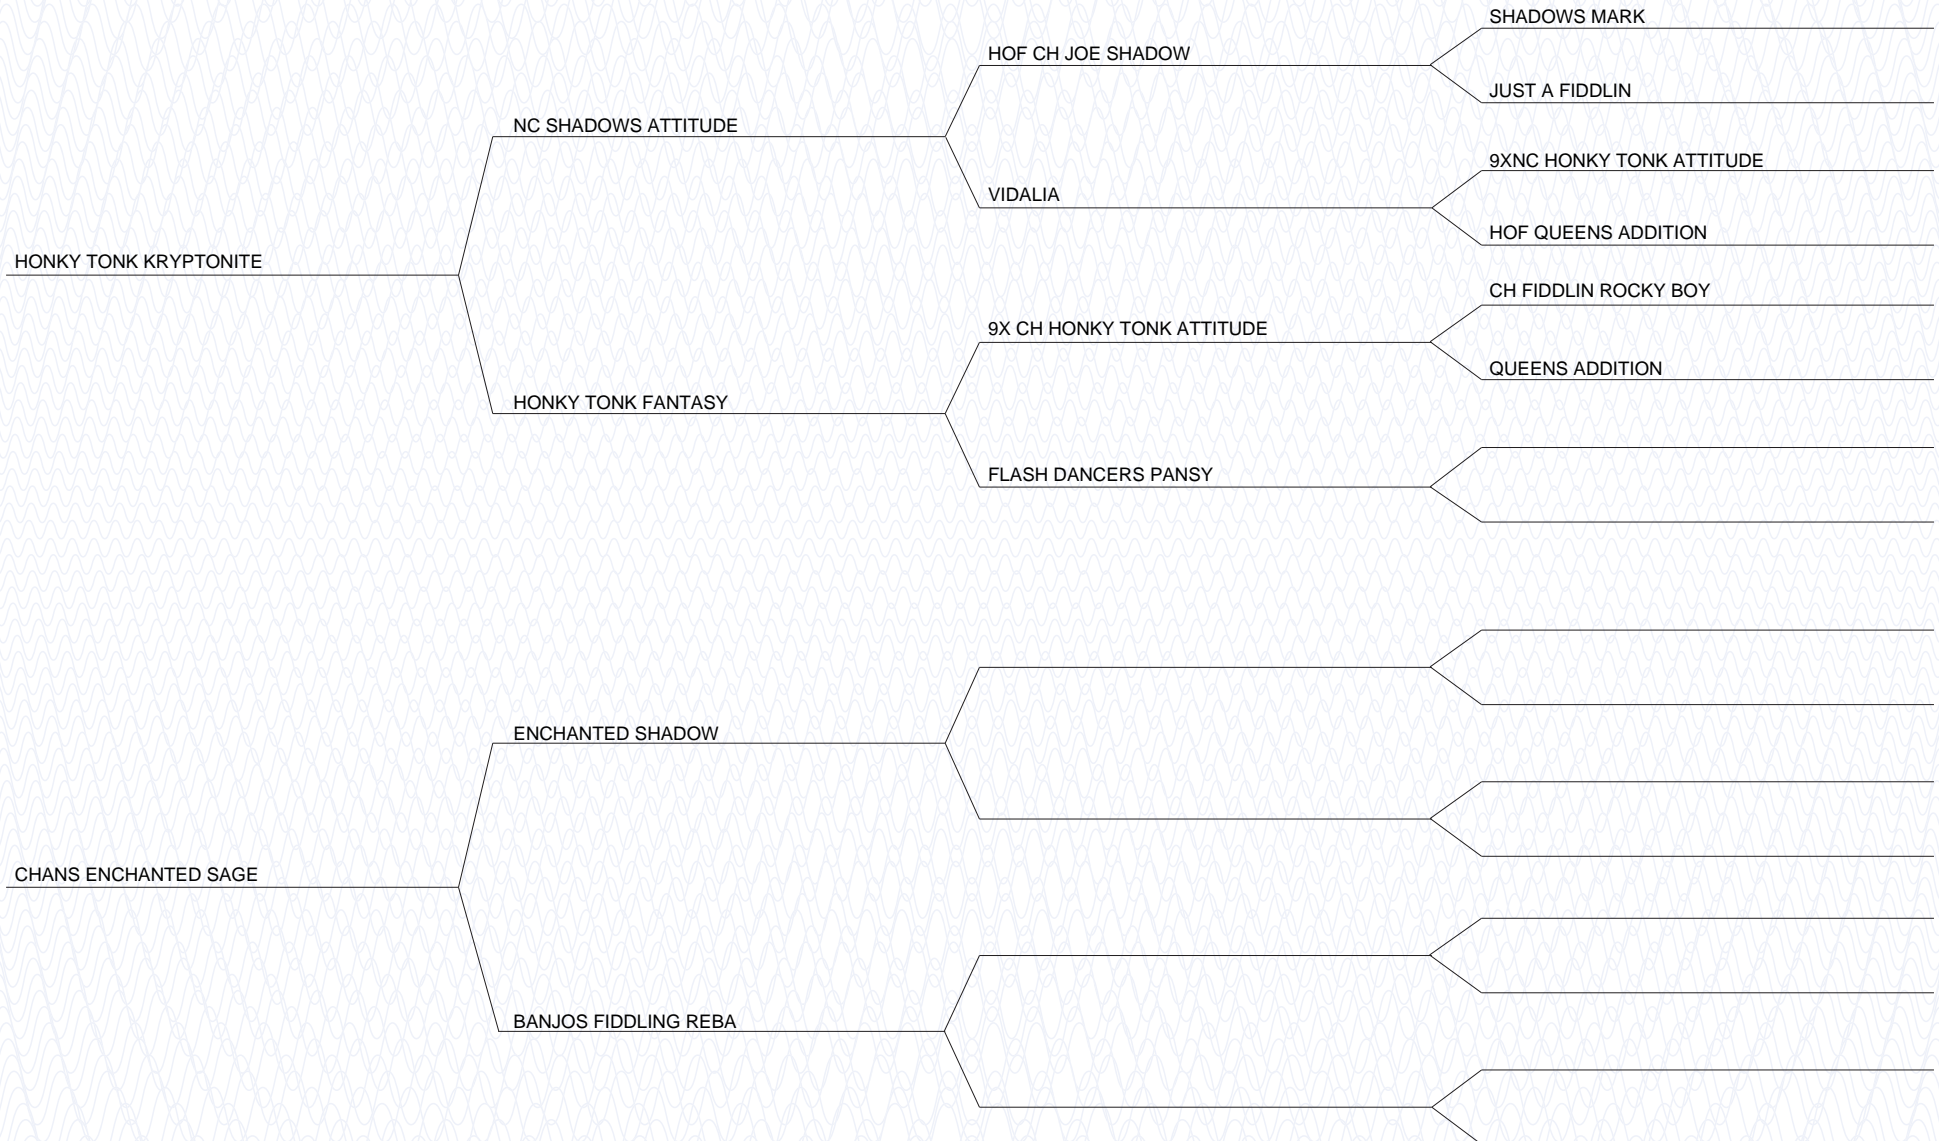 SHADOWS MARK
HOF CH JOE SHADOW
JUST A FIDDLIN
NC SHADOWS ATTITUDE
9XNC HONKY TONK ATTITUDE
VIDALIA
HOF QUEENS ADDITION
HONKY TONK KRYPTONITE
CH FIDDLIN ROCKY BOY
9X CH HONKY TONK ATTITUDE
QUEENS ADDITION
HONKY TONK FANTASY
FLASH DANCERS PANSY
ENCHANTED SHADOW
CHANS ENCHANTED SAGE
BANJOS FIDDLING REBA